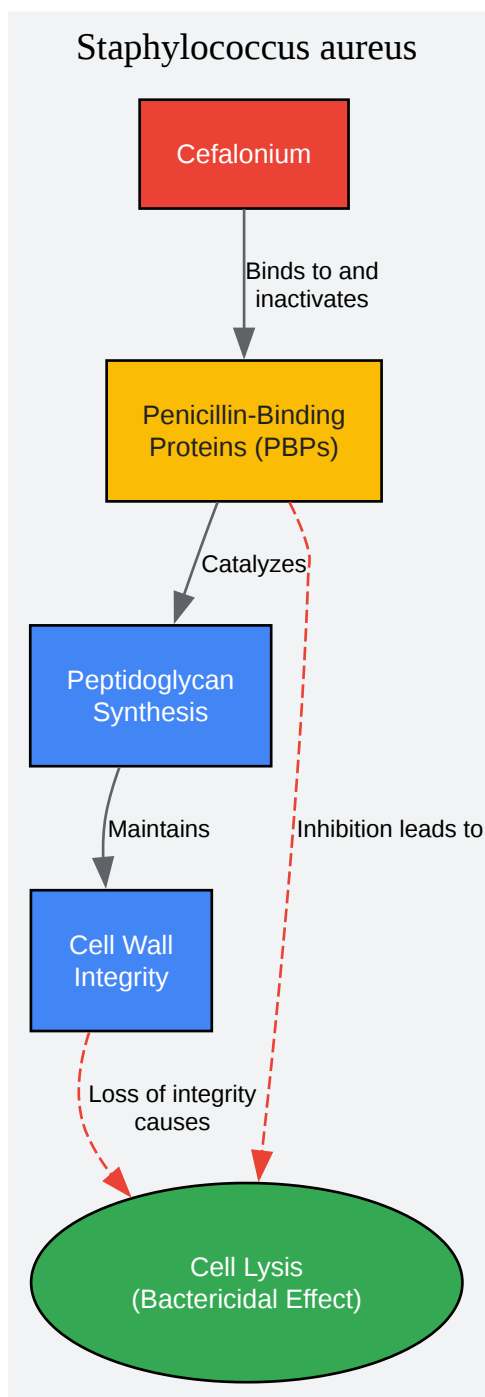 Staphylococcus aureus
Cefalonium
Binds to and
inactivates
Penicillin-Binding
Proteins (PBPs)
Catalyzes
Peptidoglycan
Synthesis
Maintains
Inhibition leads to
Cell Wall
Integrity
Loss of integrity
causes
Cell Lysis
(Bactericidal Effect)